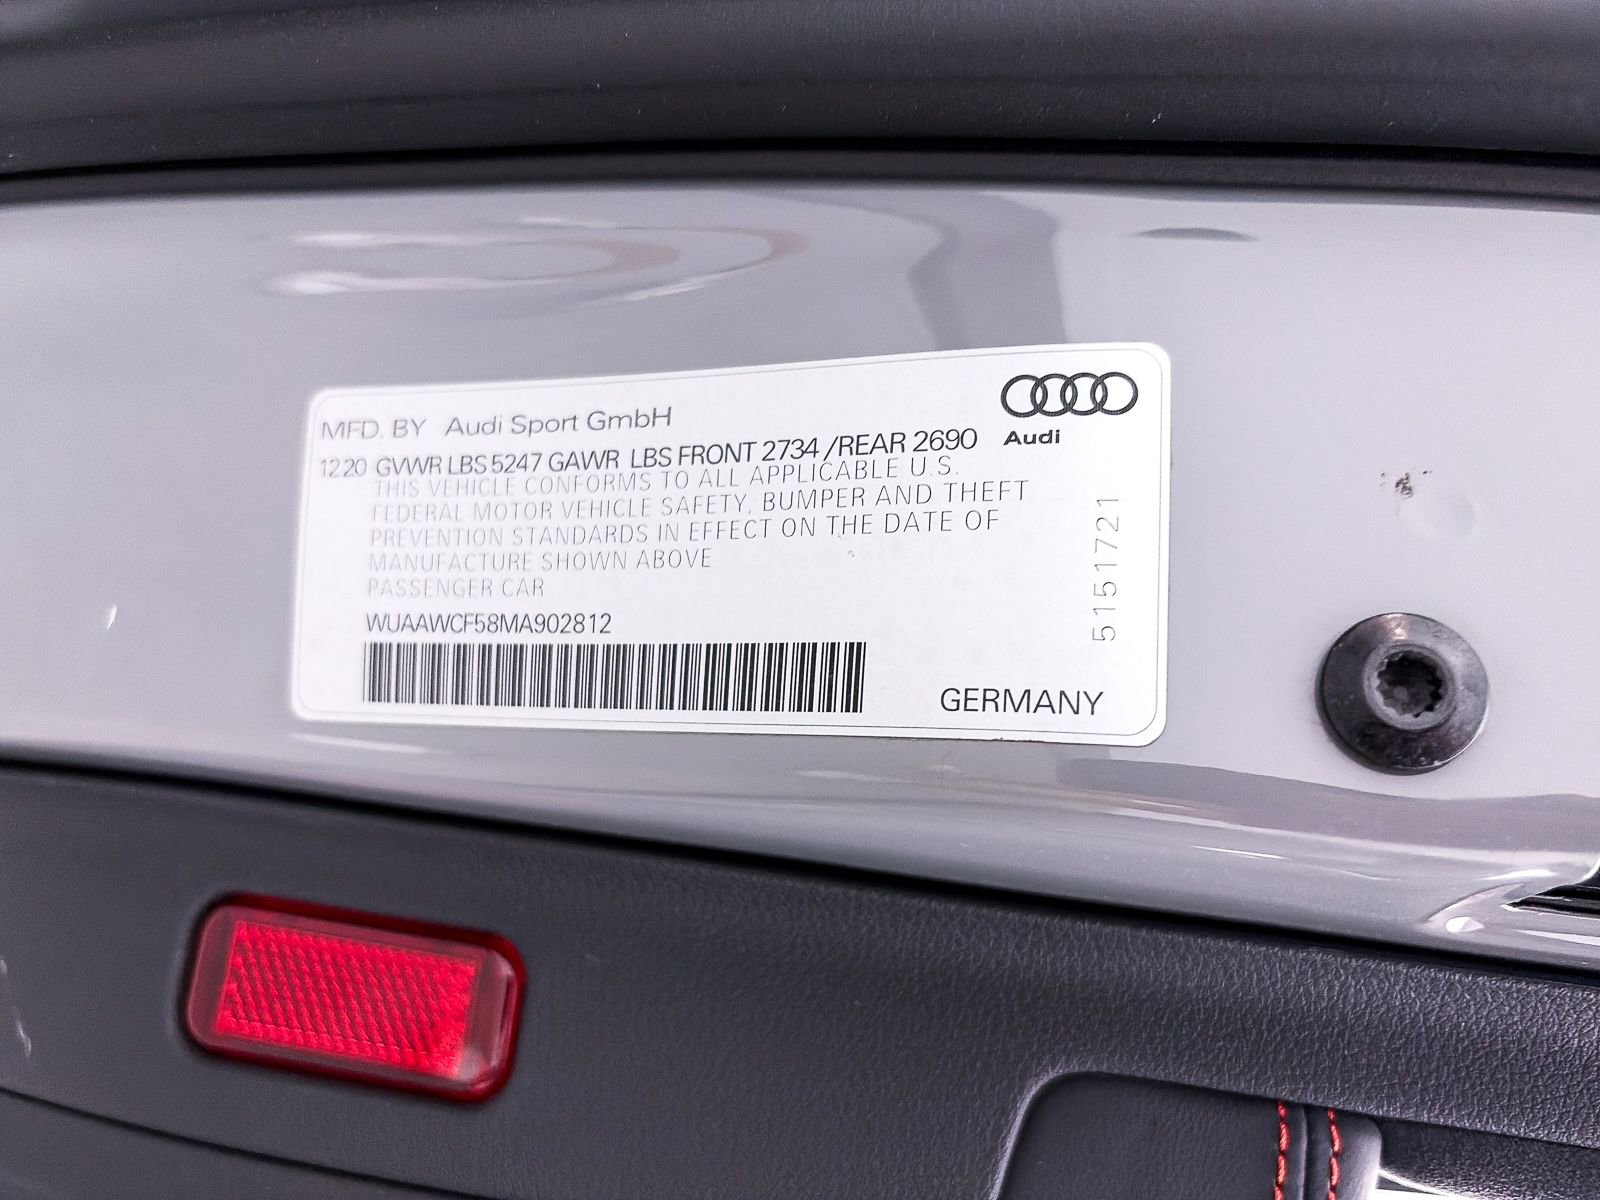 MFD. BY Audi Sport GmbH
Audi
12.20 GVWR LBS 5247 GAWR LBS FRONT 2734 /REAR 2690
THIS VEHICLE CONFORMS TO ALL APPLICABLE U.S.
FEDERAL MOTOR VEHICLE SAFETY, BUMPER AND THEFT
PREVENTION STANDARDS IN EFFECT ON THE DATE OF
MANUFACTURE SHOWN ABOVE
PASSENGER CAR
WUAAWCF58MA902812
GERMANY
5151721